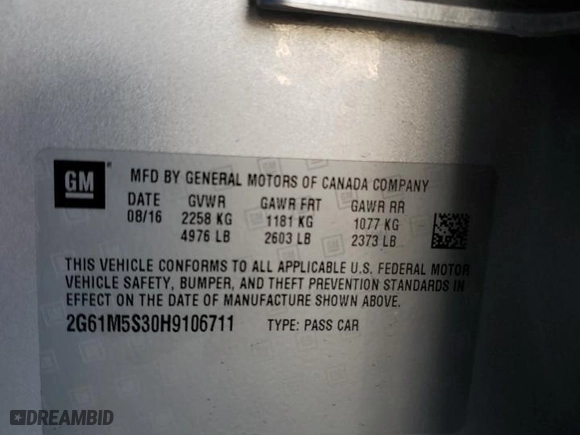 GM
MFD BY GENERAL MOTORS OF CANADA COMPANY
DATE GVWR GAWR FRT GAWR RR
08/16 2258 KG 1181 KG 1077 KG
4976 LB 2603 LB 2373 LB
THIS VEHICLE CONFORMS TO ALL APPLICABLE U.S. FEDERAL MOTOR
VEHICLE SAFETY, BUMPER, AND THEFT PREVENTION STANDARDS IN
EFFECT ON THE DATE OF MANUFACTURE SHOWN ABOVE.
2G61M5S30H9106711 TYPE: PASS CAR
DREAMBID